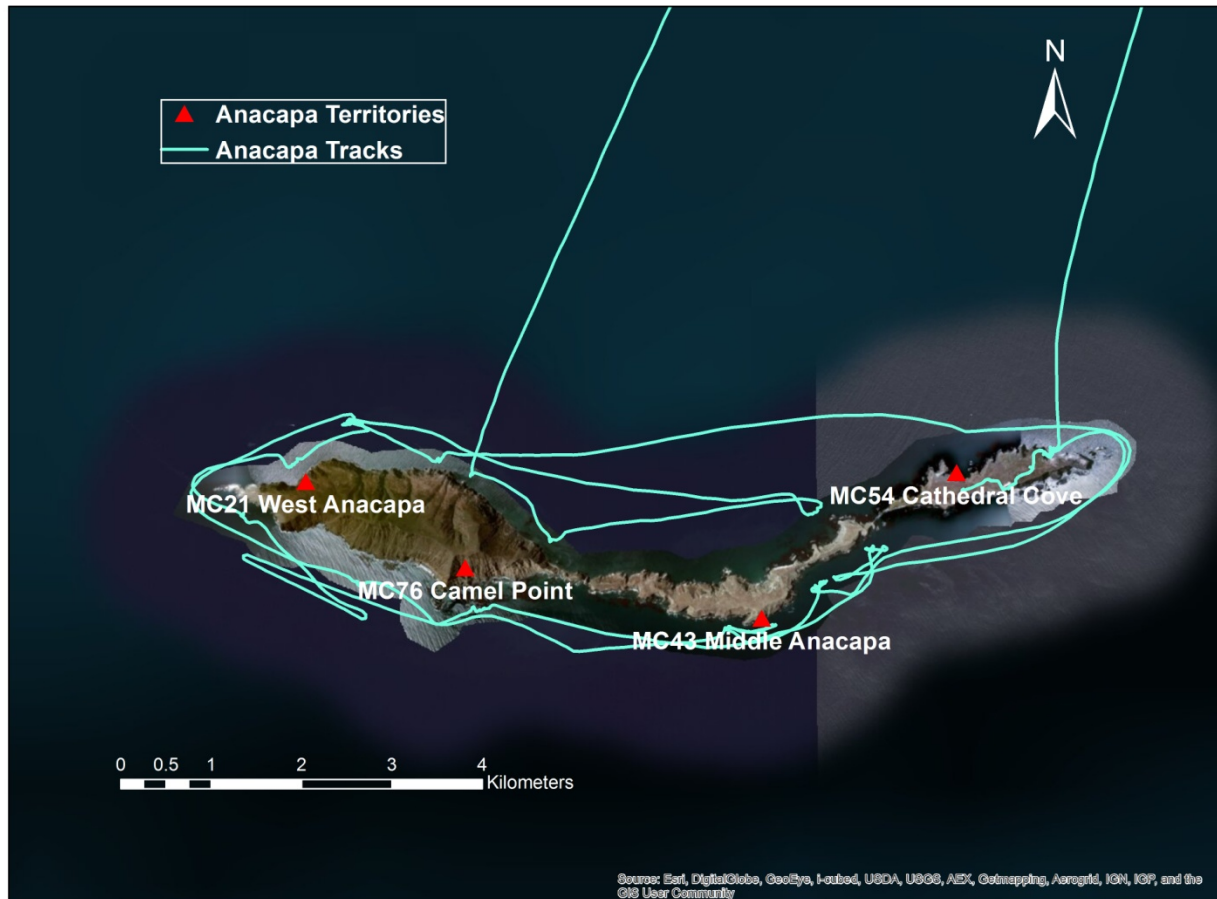 N
Anacapa Territories
Anacapa Tracks
MC21 West Anacapa
MC54 Cathedral Cove
MC76 Camel Point
MC43 Middle Anacapa
0 0.5 1 2 3 4
Kilometers
Source: Esri, DigitalGlobe, GeoEye, i-cubed, USDA, USGS, AEX, Getmapping, Aerogrid, IGN, IGP, and the
GIS User Community